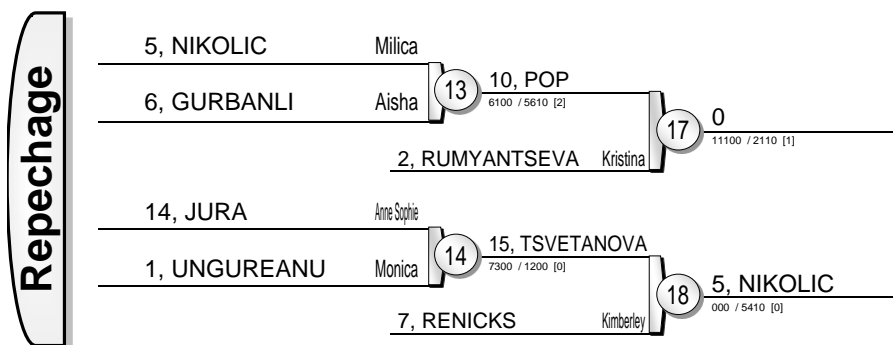 Repechage
5, NIKOLIC Milica
6, GURBANLI Aisha
13
10, POP
6100 / 5610 [2]
2, RUMYANTSEVA Kristina
17
0
11100 / 2110 [1]
14, JURA Anne Sophie
1, UNGUREANU Monica
14
15, TSVETANOVA
7300 / 1200 [0]
7, RENICKS Kimberley
18
5, NIKOLIC
000 / 5410 [0]